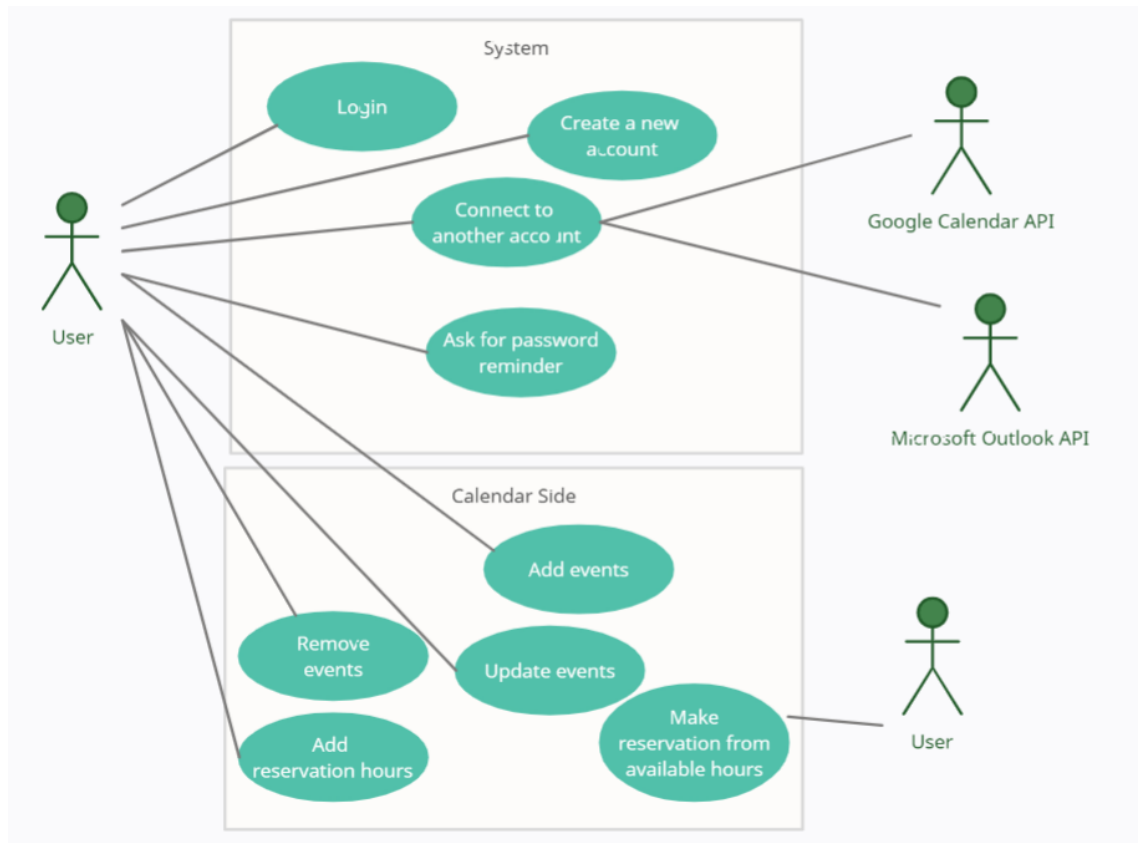 System
Login
Create a new
account
Connect to
another account
Google Calendar API
User
Ask for password
reminder
Microsoft Outlook API
Calendar Side
Add events
Remove
events
Update events
Make
reservation from
available hours
Add
reservation hours
User